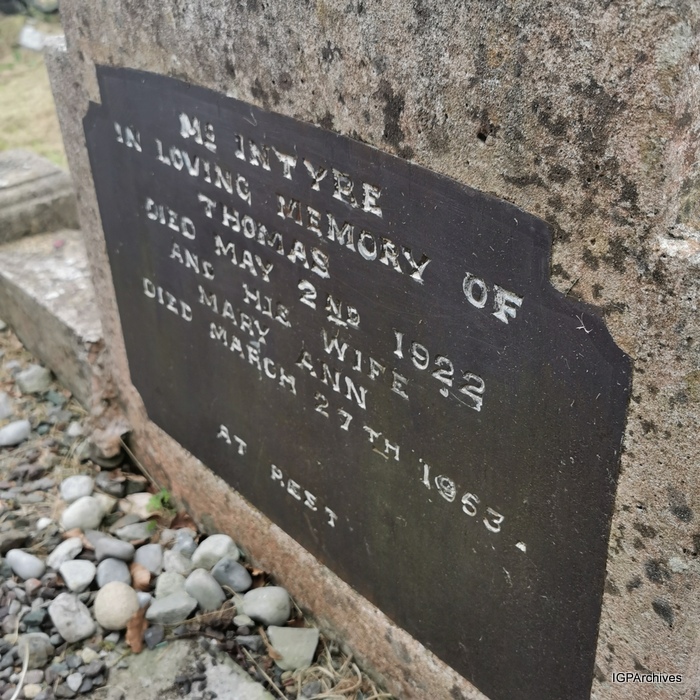 Mc INTYRE
IN LOVING MEMORY OF
THOMAS
DIED MAY 2ND 1922
AND HIS WIFE
MARY ANN
DIED MARCH 27TH 1963.
AT REST
IGPArchives